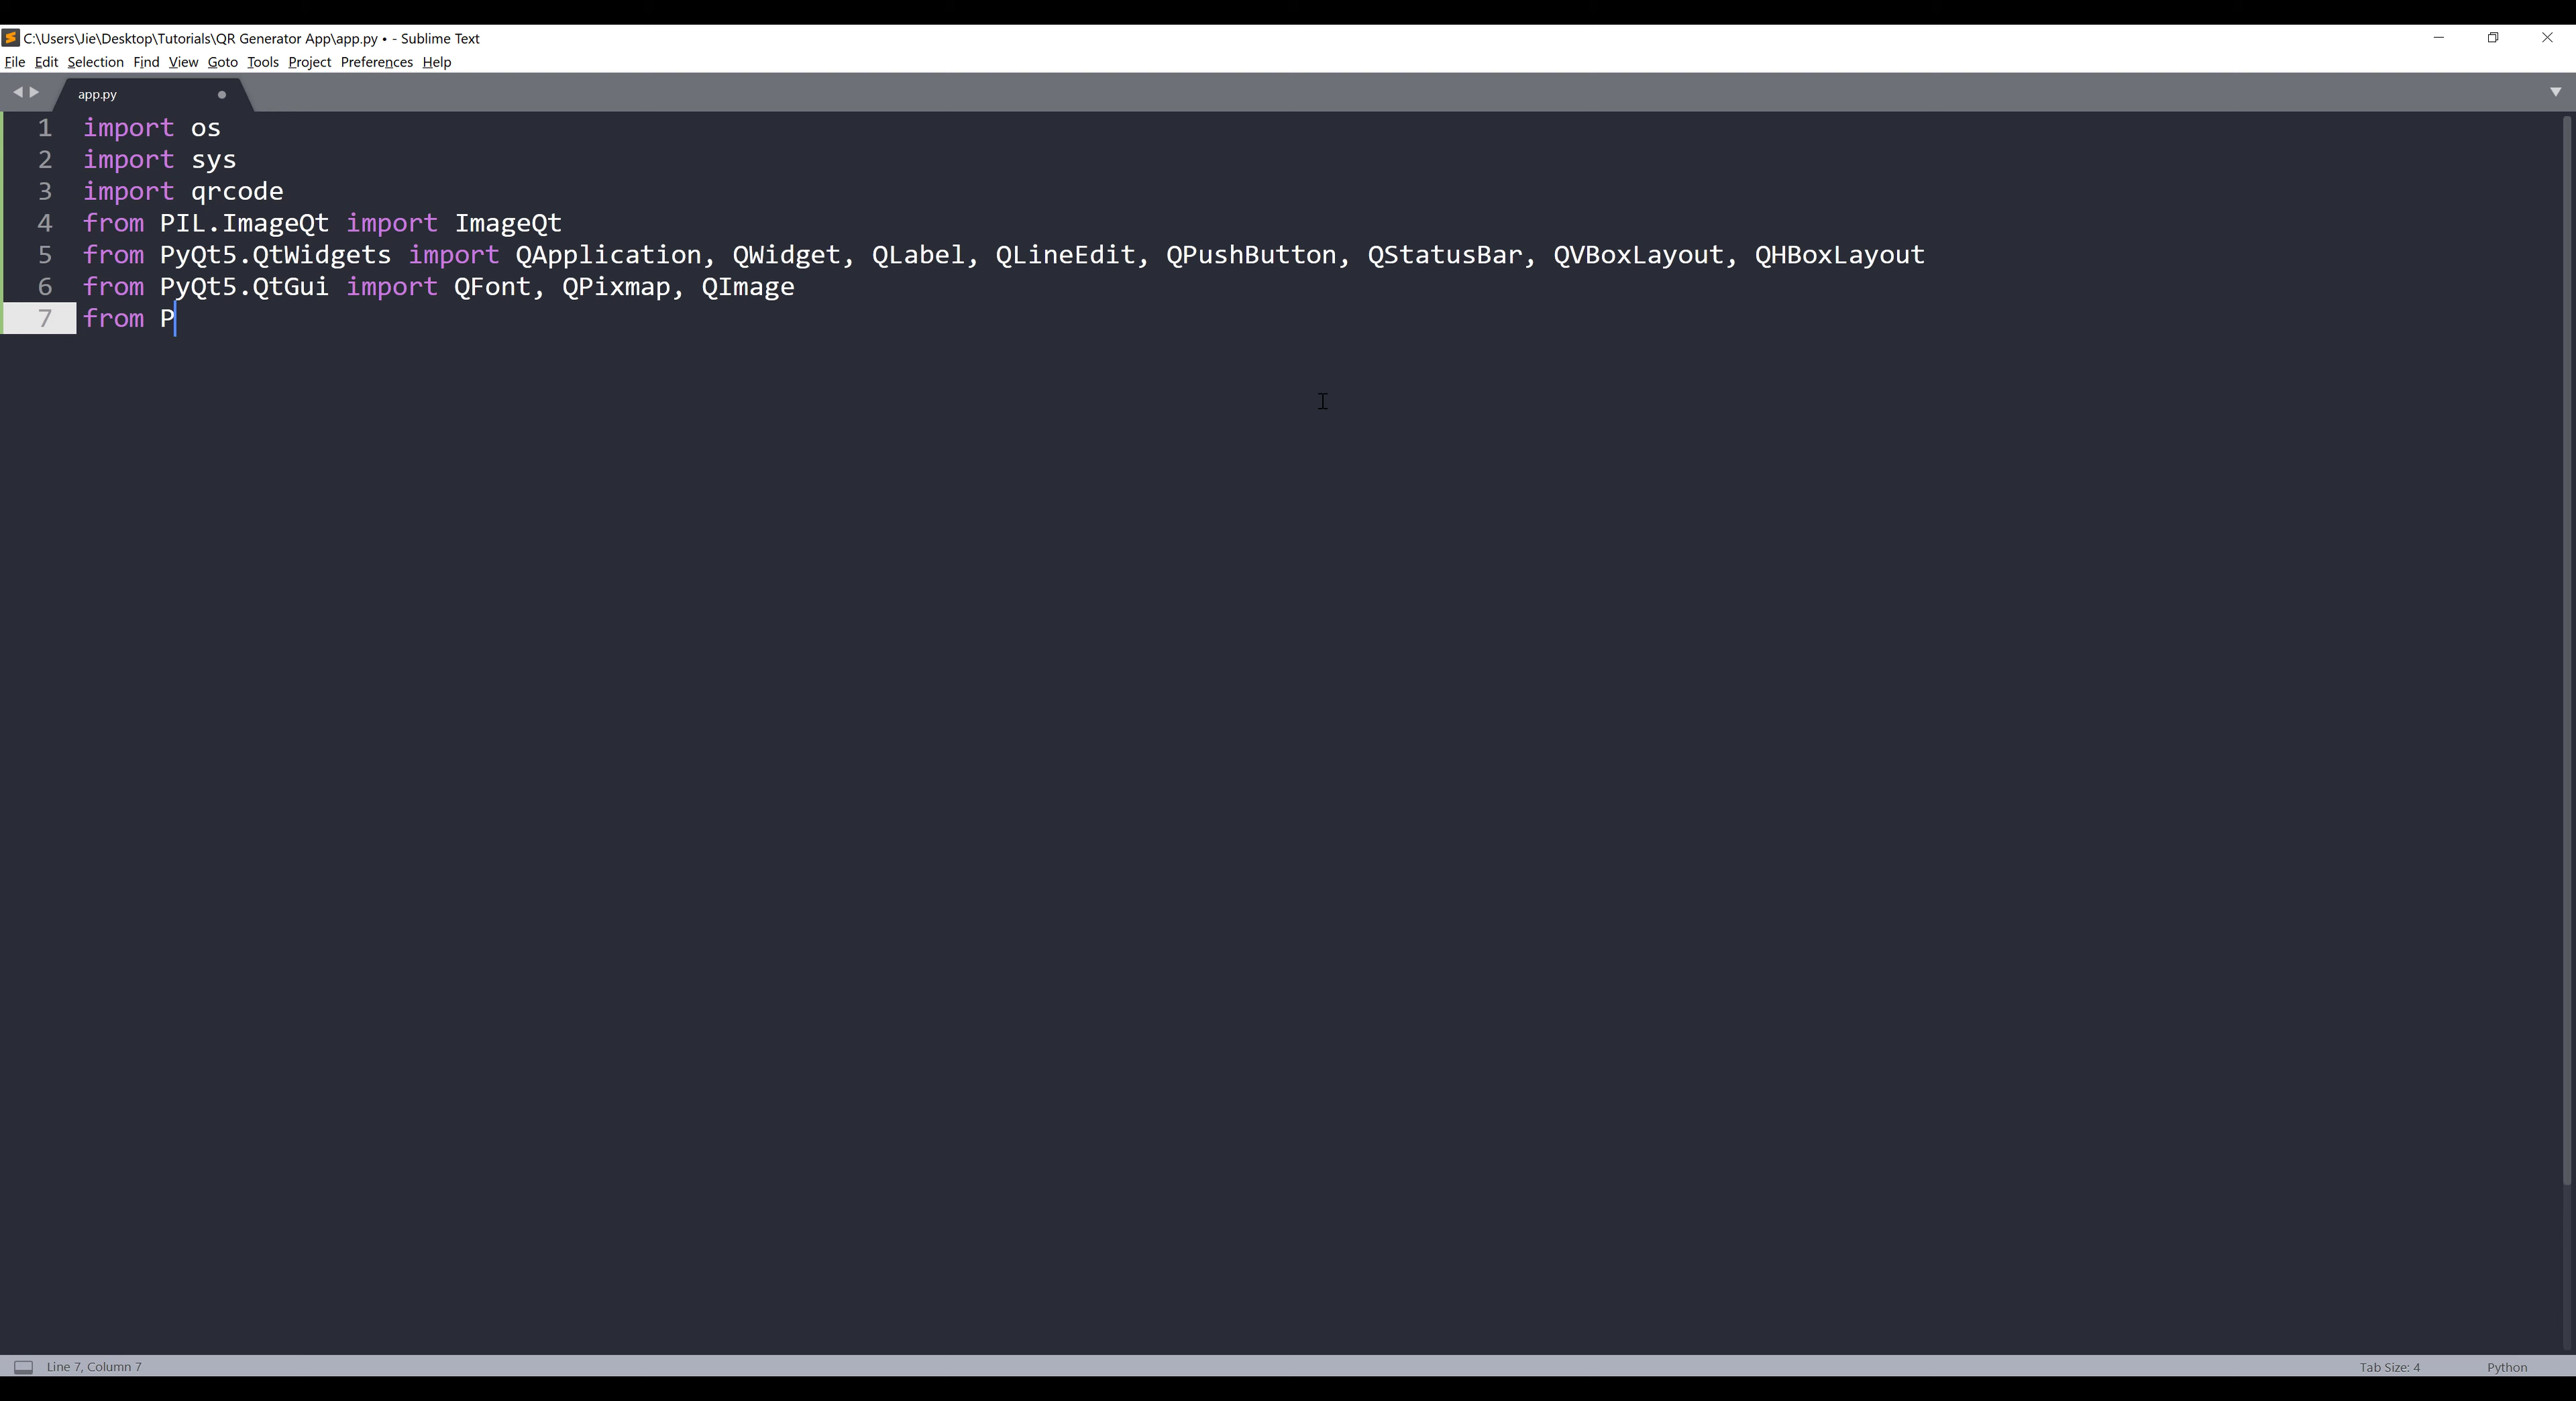 C:\Users\Jie\Desktop\Tutorials\QR Generator App\app.py • - Sublime Text
File Edit Selection Find View Goto Tools Project Preferences Help
app.py
1 import os
2 import sys
3 import qrcode
4 from PIL.ImageQt import ImageQt
5 from PyQt5.QtWidgets import QApplication, QWidget, QLabel, QLineEdit, QPushButton, QStatusBar, QVBoxLayout, QHBoxLayout
6 from PyQt5.QtGui import QFont, QPixmap, QImage
7 from P
Line 7, Column 7 Tab Size: 4 Python